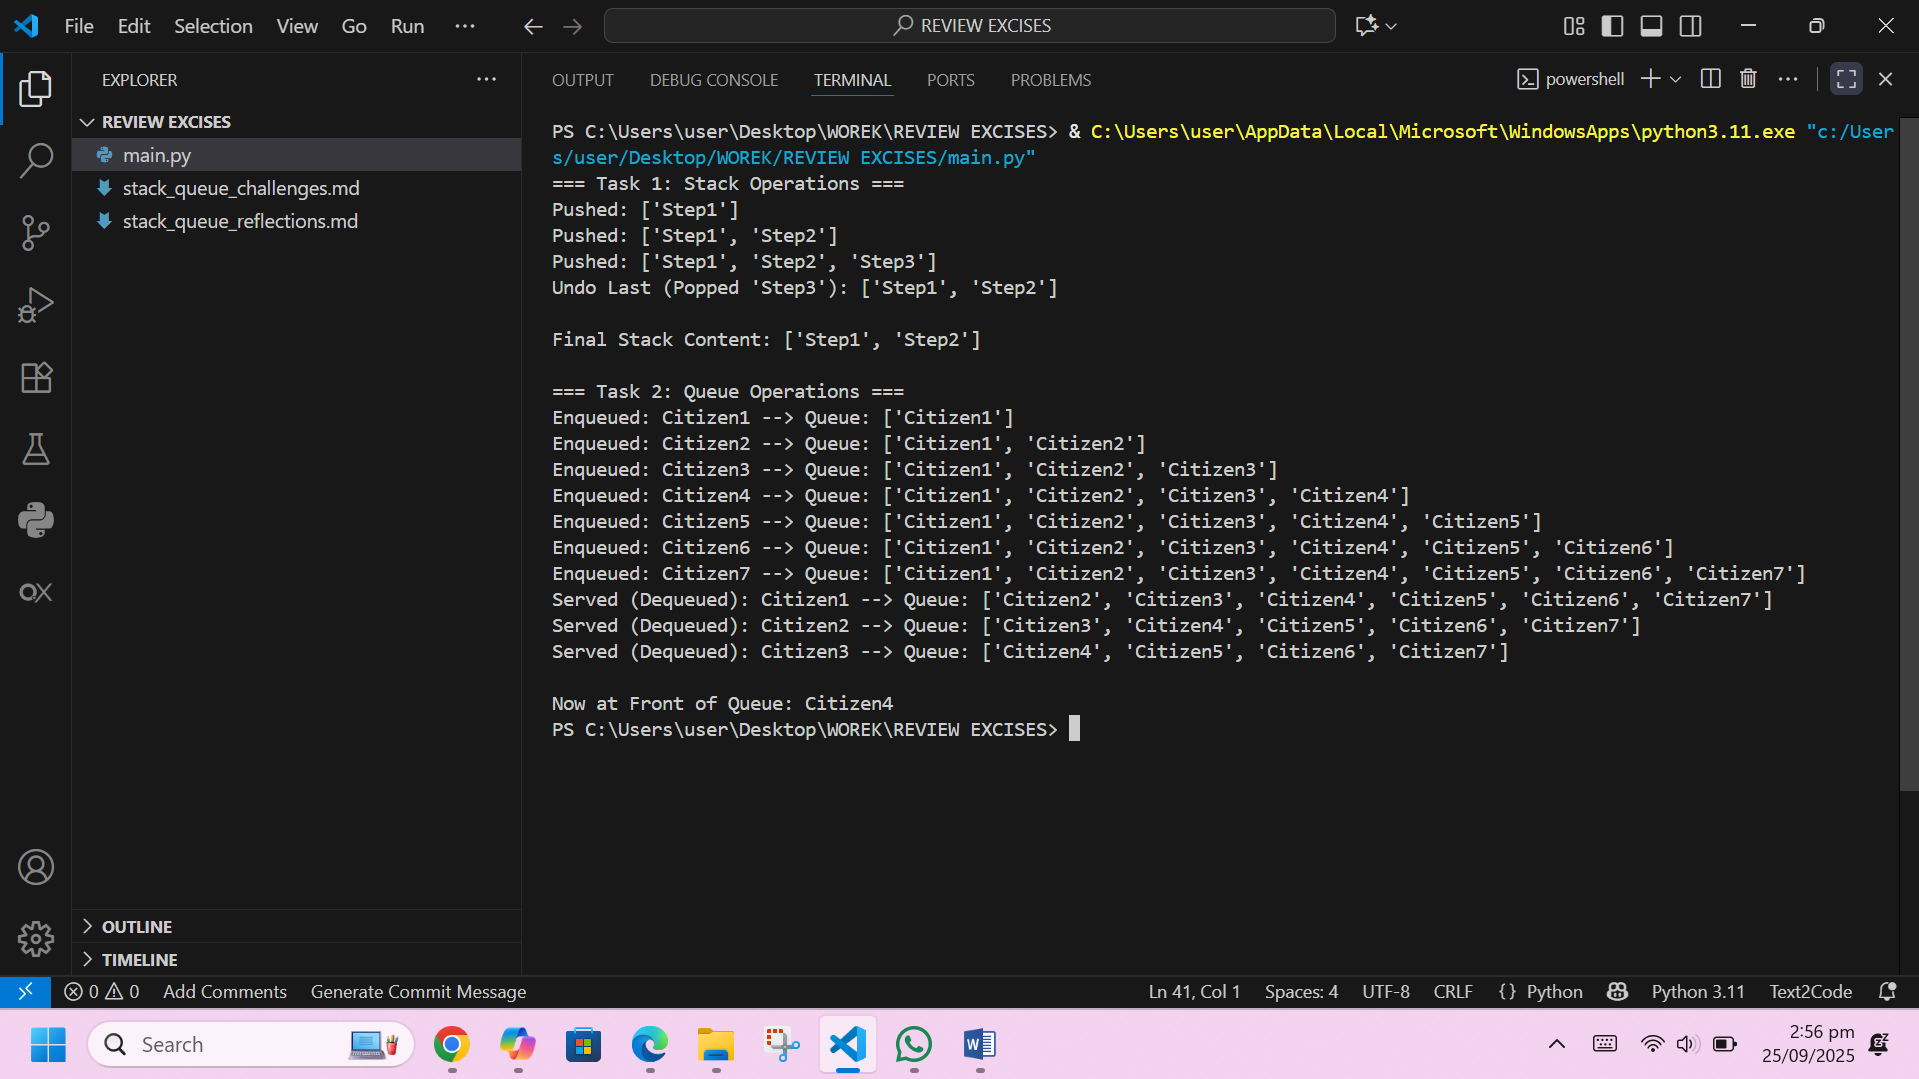 File Edit Selection View Go Run ···
REVIEW EXCISES
EXPLORER
REVIEW EXCISES
main.py
stack_queue_challenges.md
stack_queue_reflections.md
OUTLINE
TIMELINE
OUTPUT DEBUG CONSOLE TERMINAL PORTS PROBLEMS
powershell
PS C:\Users\user\Desktop\WOREK\REVIEW EXCISES> & C:\Users\user\AppData\Local\Microsoft\WindowsApps\python3.11.exe "c:/User
s/user/Desktop/WOREK/REVIEW EXCISES/main.py"
=== Task 1: Stack Operations ===
Pushed: ['Step1']
Pushed: ['Step1', 'Step2']
Pushed: ['Step1', 'Step2', 'Step3']
Undo Last (Popped 'Step3'): ['Step1', 'Step2']
Final Stack Content: ['Step1', 'Step2']
=== Task 2: Queue Operations ===
Enqueued: Citizen1 --> Queue: ['Citizen1']
Enqueued: Citizen2 --> Queue: ['Citizen1', 'Citizen2']
Enqueued: Citizen3 --> Queue: ['Citizen1', 'Citizen2', 'Citizen3']
Enqueued: Citizen4 --> Queue: ['Citizen1', 'Citizen2', 'Citizen3', 'Citizen4']
Enqueued: Citizen5 --> Queue: ['Citizen1', 'Citizen2', 'Citizen3', 'Citizen4', 'Citizen5']
Enqueued: Citizen6 --> Queue: ['Citizen1', 'Citizen2', 'Citizen3', 'Citizen4', 'Citizen5', 'Citizen6']
Enqueued: Citizen7 --> Queue: ['Citizen1', 'Citizen2', 'Citizen3', 'Citizen4', 'Citizen5', 'Citizen6', 'Citizen7']
Served (Dequeued): Citizen1 --> Queue: ['Citizen2', 'Citizen3', 'Citizen4', 'Citizen5', 'Citizen6', 'Citizen7']
Served (Dequeued): Citizen2 --> Queue: ['Citizen3', 'Citizen4', 'Citizen5', 'Citizen6', 'Citizen7']
Served (Dequeued): Citizen3 --> Queue: ['Citizen4', 'Citizen5', 'Citizen6', 'Citizen7']
Now at Front of Queue: Citizen4
PS C:\Users\user\Desktop\WOREK\REVIEW EXCISES>
0 0 Add Comments Generate Commit Message Ln 41, Col 1 Spaces: 4 UTF-8 CRLF {} Python Python 3.11 Text2Code
Search
2:56 pm
25/09/2025